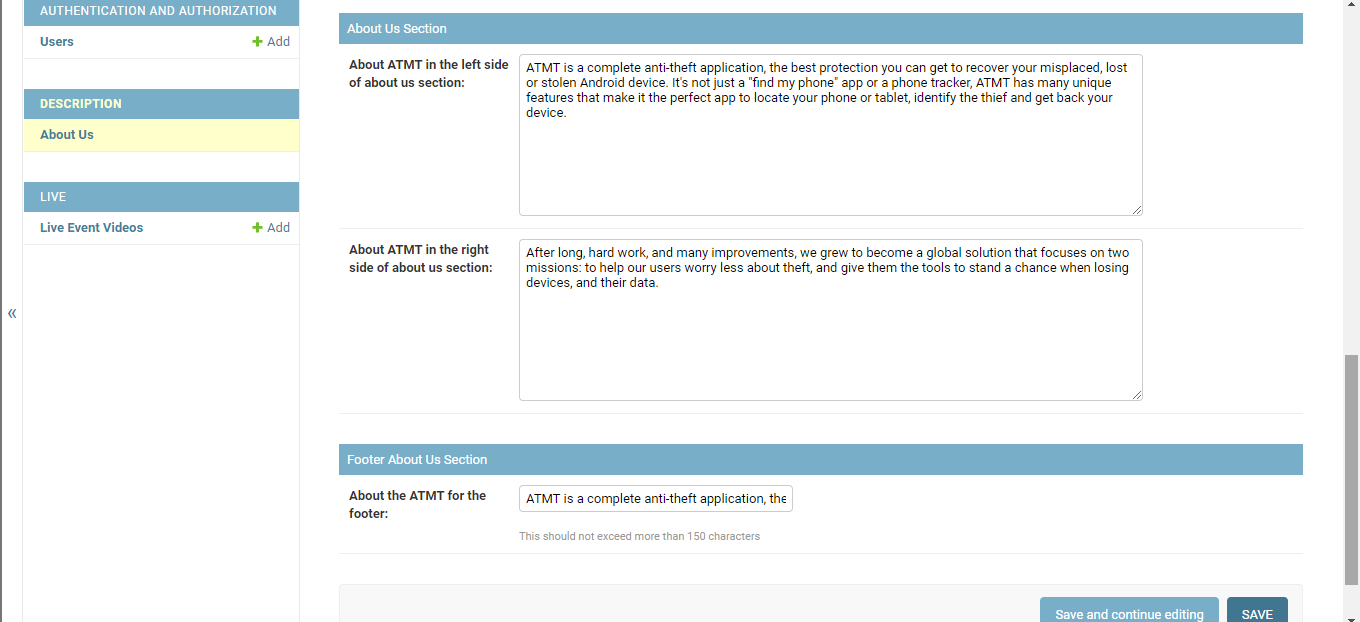 AUTHENTICATION AND AUTHORIZATION
Users
Add
DESCRIPTION
About Us
LIVE
Live Event Videos
Add
«
About Us Section
About ATMT in the left side
of about us section:
ATMT is a complete anti-theft application, the best protection you can get to recover your misplaced, lost
or stolen Android device. It's not just a "find my phone" app or a phone tracker, ATMT has many unique
features that make it the perfect app to locate your phone or tablet, identify the thief and get back your
device.
About ATMT in the right
side of about us section:
After long, hard work, and many improvements, we grew to become a global solution that focuses on two
missions: to help our users worry less about theft, and give them the tools to stand a chance when losing
devices, and their data.
Footer About Us Section
About the ATMT for the
footer:
ATMT is a complete anti-theft application, the
This should not exceed more than 150 characters
Save and continue editing
SAVE